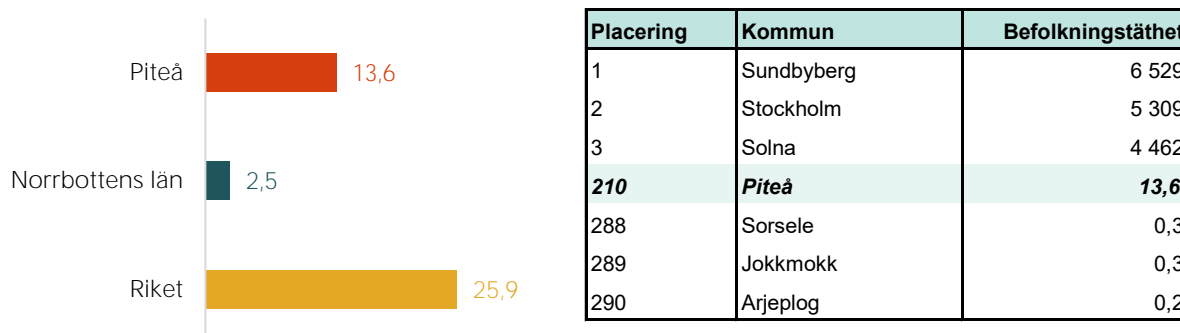 Piteå 13,6
Norrbottens län 2,5
Riket 25,9
Placering Kommun Befolkningstäthet
1 Sundbyberg 6 529
2 Stockholm 5 309
3 Solna 4 462
210 Piteå 13,6
288 Sorsele 0,3
289 Jokkmokk 0,3
290 Arjeplog 0,2